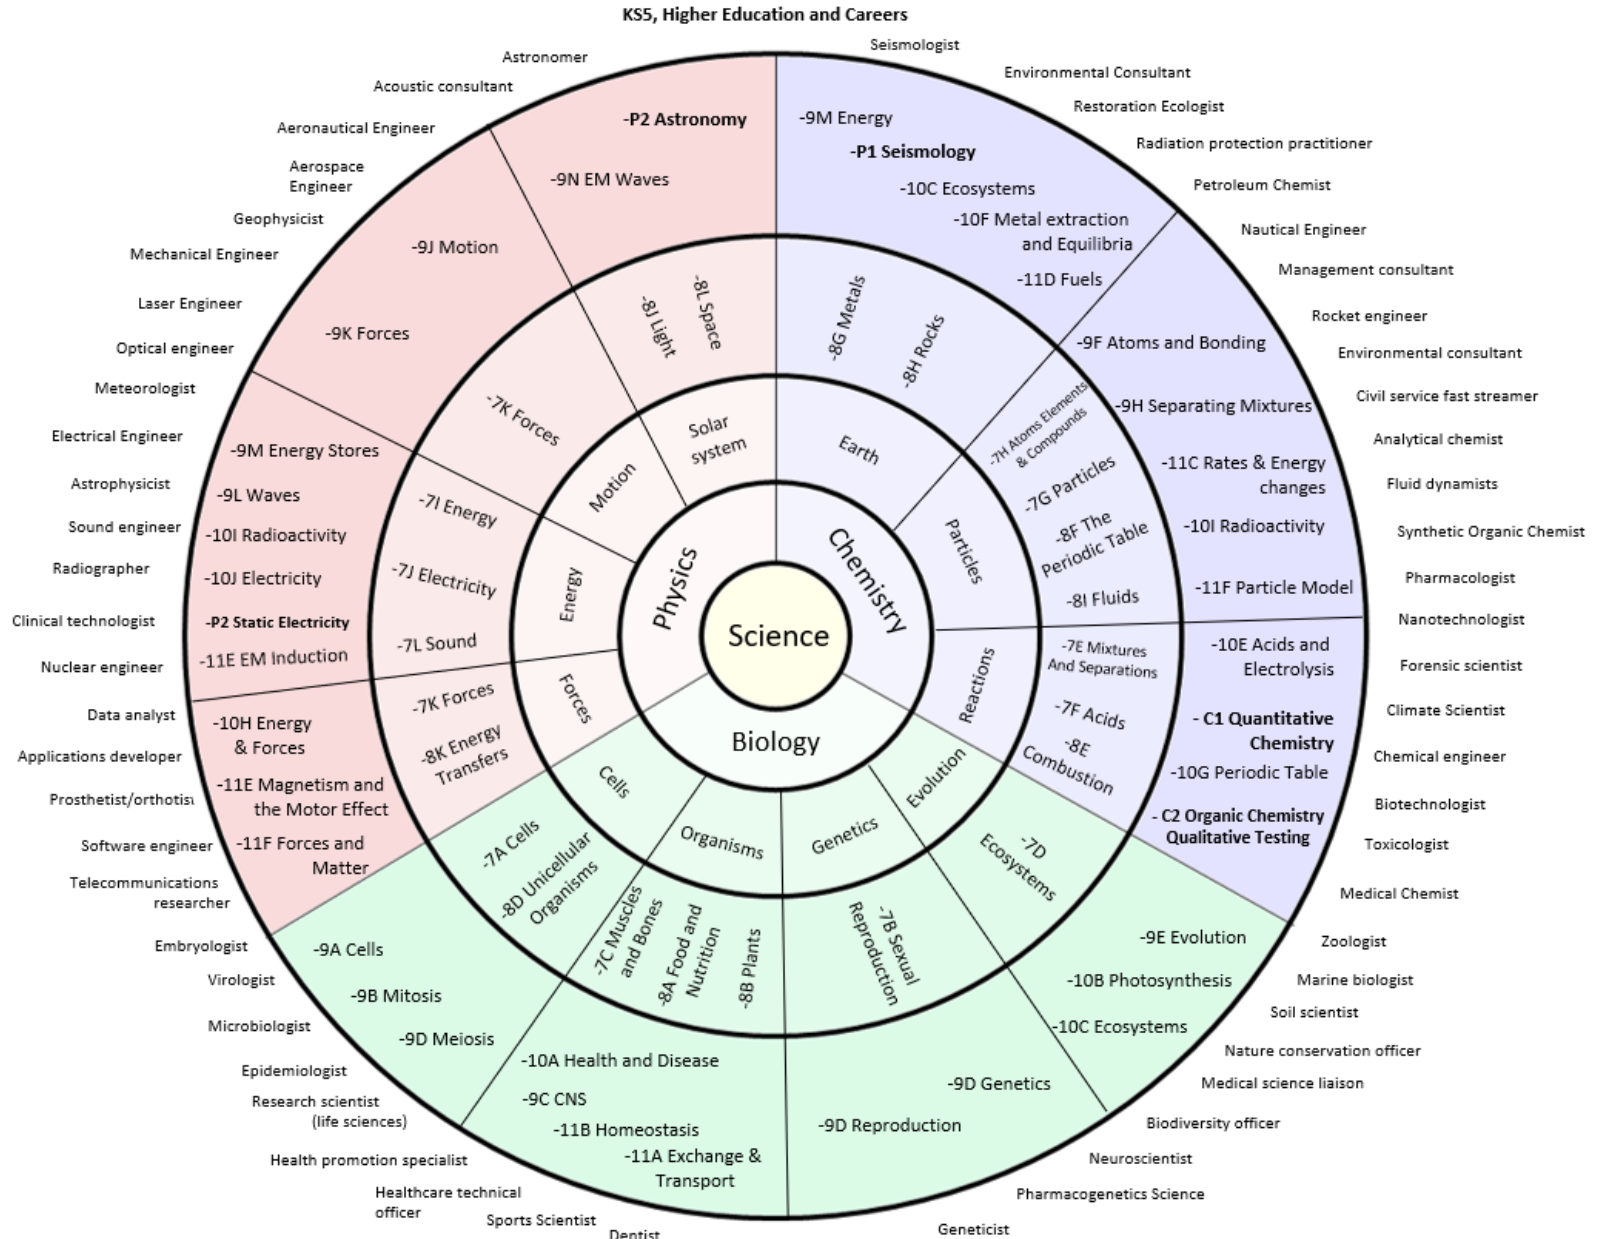 KS5, Higher Education and Careers
Astronomer
Acoustic consultant
Aeronautical Engineer
Aerospace
Engineer
Geophysicist
Mechanical Engineer
Laser Engineer
Optical engineer
Meteorologist
Electrical Engineer
Astrophysicist
Sound engineer
Radiographer
Clinical technologist
Nuclear engineer
Data analyst
Applications developer
Prosthetist/orthotist
Software engineer
Telecommunications
researcher
Embryologist
Virologist
Microbiologist
Epidemiologist
Research scientist
(life sciences)
Health promotion specialist
Healthcare technical
officer
Sports Scientist
Dentist
Seismologist
Environmental Consultant
Restoration Ecologist
Radiation protection practitioner
Petroleum Chemist
Nautical Engineer
Management consultant
Rocket engineer
Environmental consultant
Civil service fast streamer
Analytical chemist
Fluid dynamists
Synthetic Organic Chemist
Pharmacologist
Nanotechnologist
Forensic scientist
Climate Scientist
Chemical engineer
Biotechnologist
Toxicologist
Medical Chemist
Zoologist
Marine biologist
Soil scientist
Nature conservation officer
Medical science liaison
Biodiversity officer
Neuroscientist
Pharmacogenetics Science
Geneticist
-P2 Astronomy
-9N EM Waves
-9J Motion
-9K Forces
-9M Energy Stores
-9L Waves
-10I Radioactivity
-10J Electricity
-P2 Static Electricity
-11E EM Induction
-10H Energy
& Forces
-11E Magnetism and
the Motor Effect
-11F Forces and
Matter
-9M Energy
-P1 Seismology
-10C Ecosystems
-10F Metal extraction
and Equilibria
-11D Fuels
-9F Atoms and Bonding
-9H Separating Mixtures
-11C Rates & Energy
changes
-10I Radioactivity
-11F Particle Model
-10E Acids and
Electrolysis
- C1 Quantitative
Chemistry
-10G Periodic Table
- C2 Organic Chemistry
Qualitative Testing
-9E Evolution
-10B Photosynthesis
-10C Ecosystems
-9D Genetics
-9D Reproduction
-10A Health and Disease
-9C CNS
-11B Homeostasis
-11A Exchange &
Transport
-9A Cells
-9B Mitosis
-9D Meiosis
-8J Light
-8L Space
-7K Forces
-7I Energy
-7J Electricity
-7L Sound
-7K Forces
-8K Energy
Transfers
-8G Metals
-8H Rocks
-7H Atoms Elements
& Compounds
-7G Particles
-8F The
Periodic Table
-8I Fluids
-7E Mixtures
And Separations
-7F Acids
-8E
Combustion
-7D
Ecosystems
-7B Sexual
Reproduction
-8B Plants
-8A Food and
Nutrition
-7C Muscles
and Bones
-8D Unicellular
Organisms
-7A Cells
Solar
system
Motion
Energy
Forces
Earth
Particles
Reactions
Evolution
Genetics
Organisms
Cells
Physics
Chemistry
Biology
Science